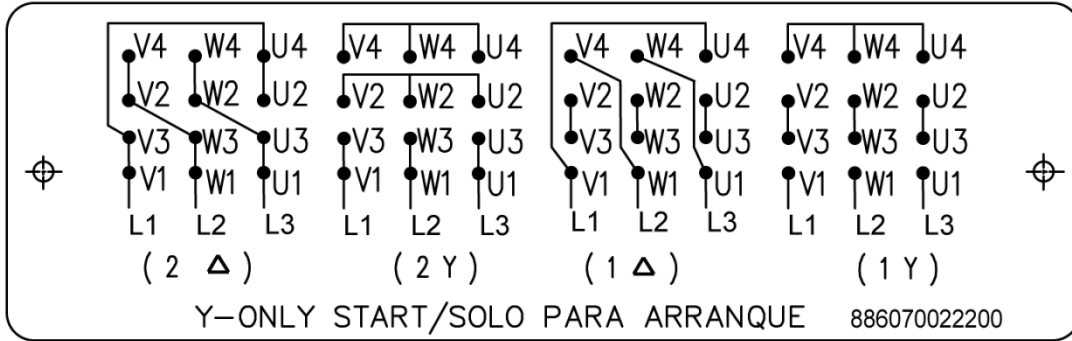 V4 W4 U4 V4 W4 U4 V4 W4 U4 V4 W4 U4
V2 W2 U2 V2 W2 U2 V2 W2 U2 V2 W2 U2
V3 W3 U3 V3 W3 U3 V3 W3 U3 V3 W3 U3
V1 W1 U1 V1 W1 U1 V1 W1 U1 V1 W1 U1
L1 L2 L3 L1 L2 L3 L1 L2 L3 L1 L2 L3
( 2 Δ ) ( 2 Y ) ( 1 Δ ) ( 1 Y )
Y-ONLY START/SOLO PARA ARRANQUE 886070022200